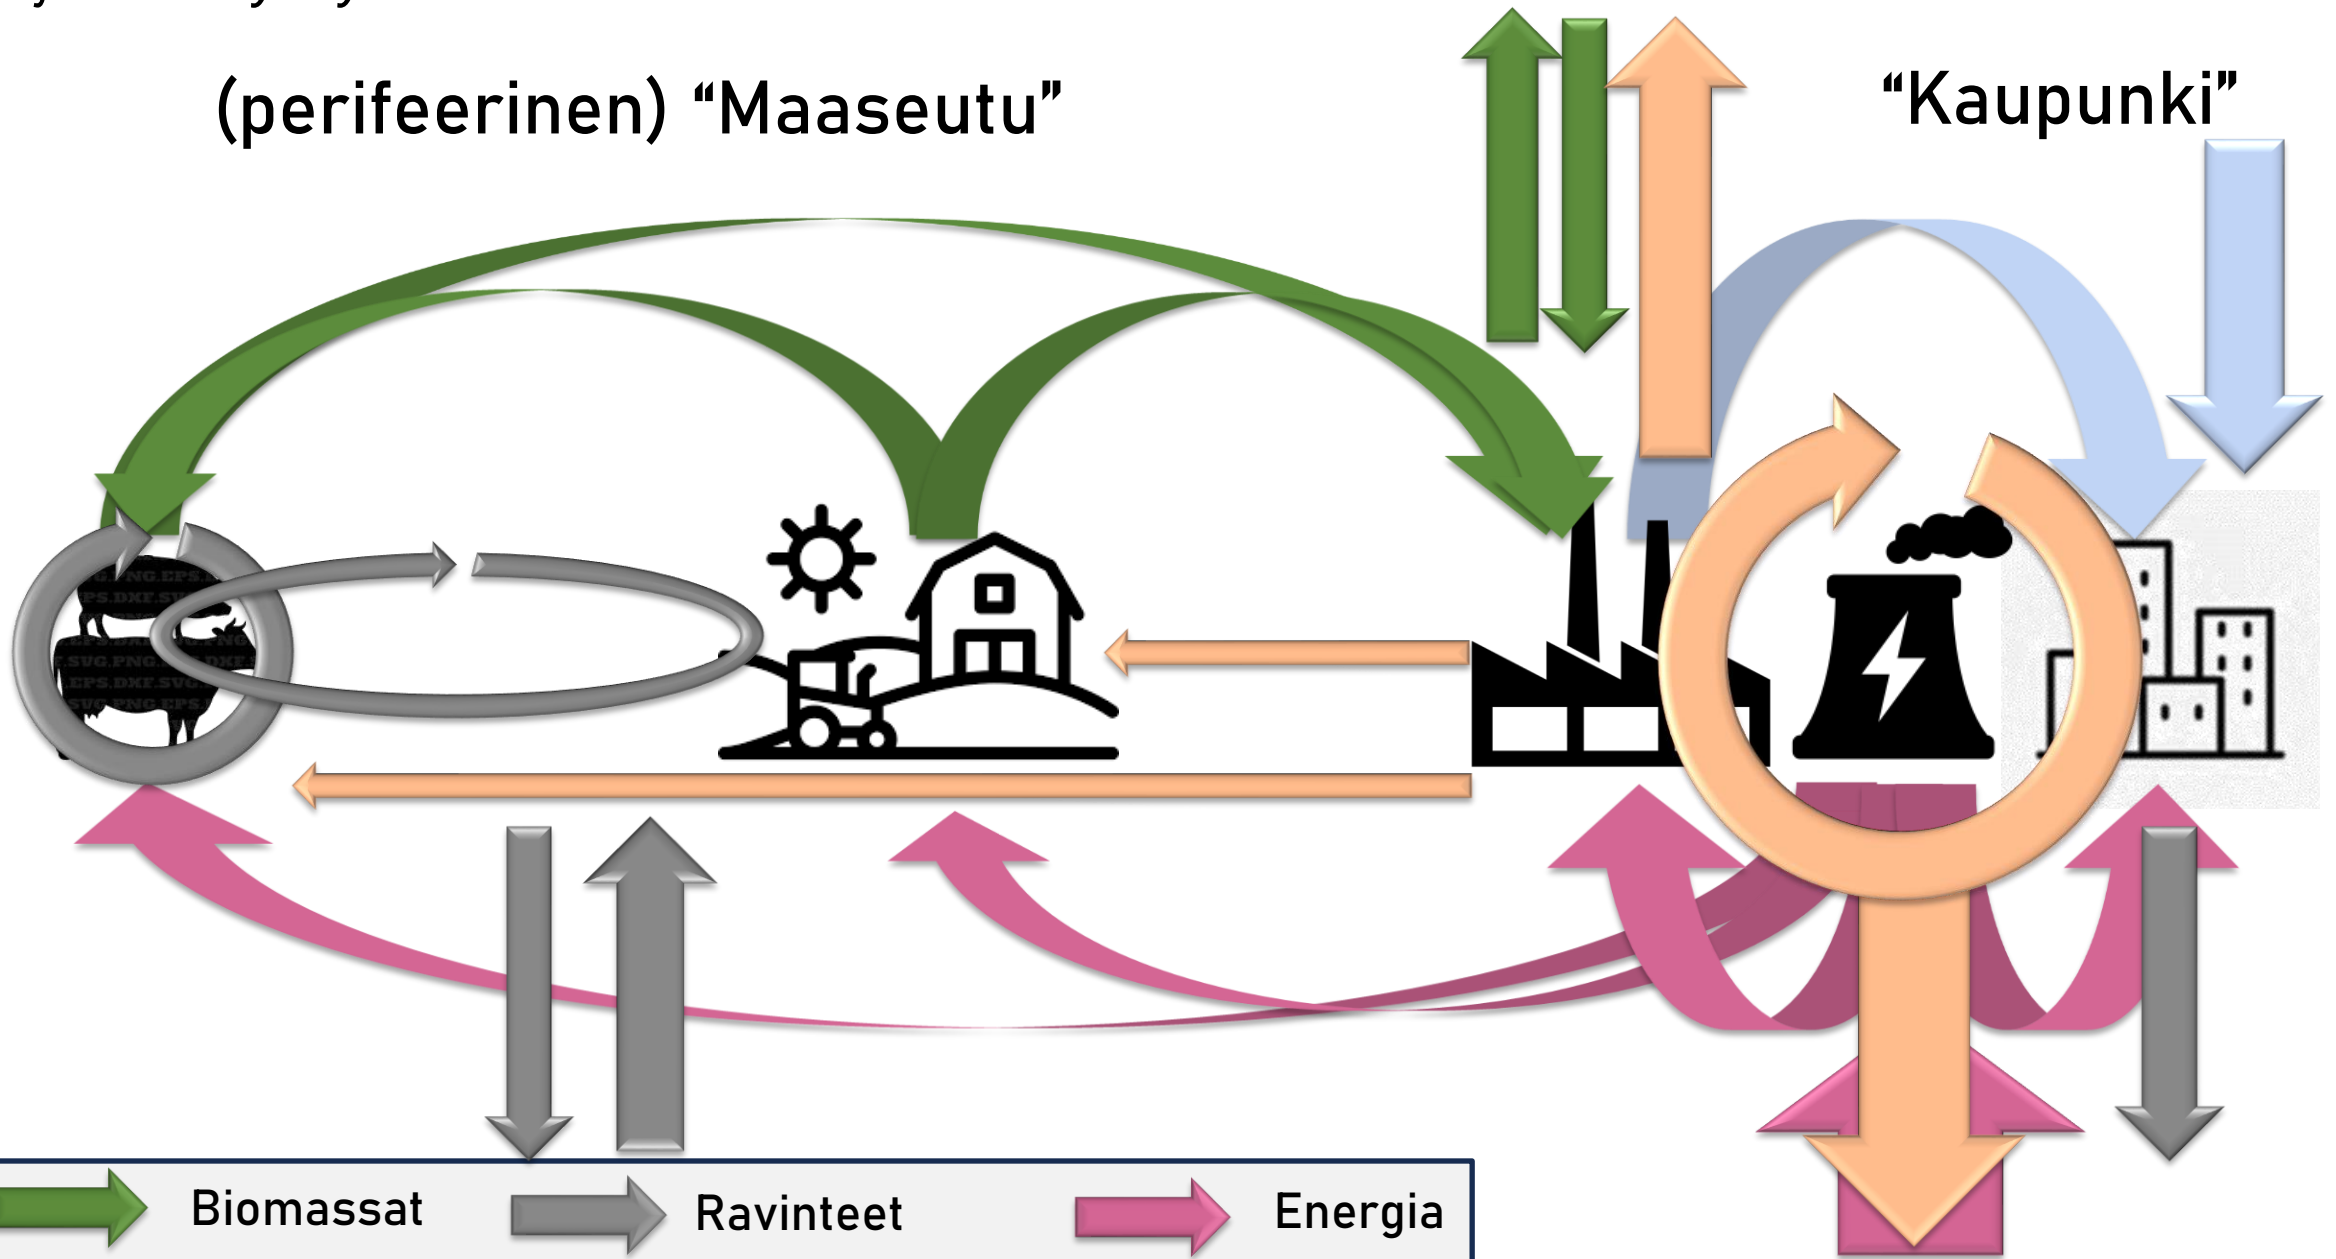 (perifeerinen) “Maaseutu”
“Kaupunki”
Biomassat
Ravinteet
Energia